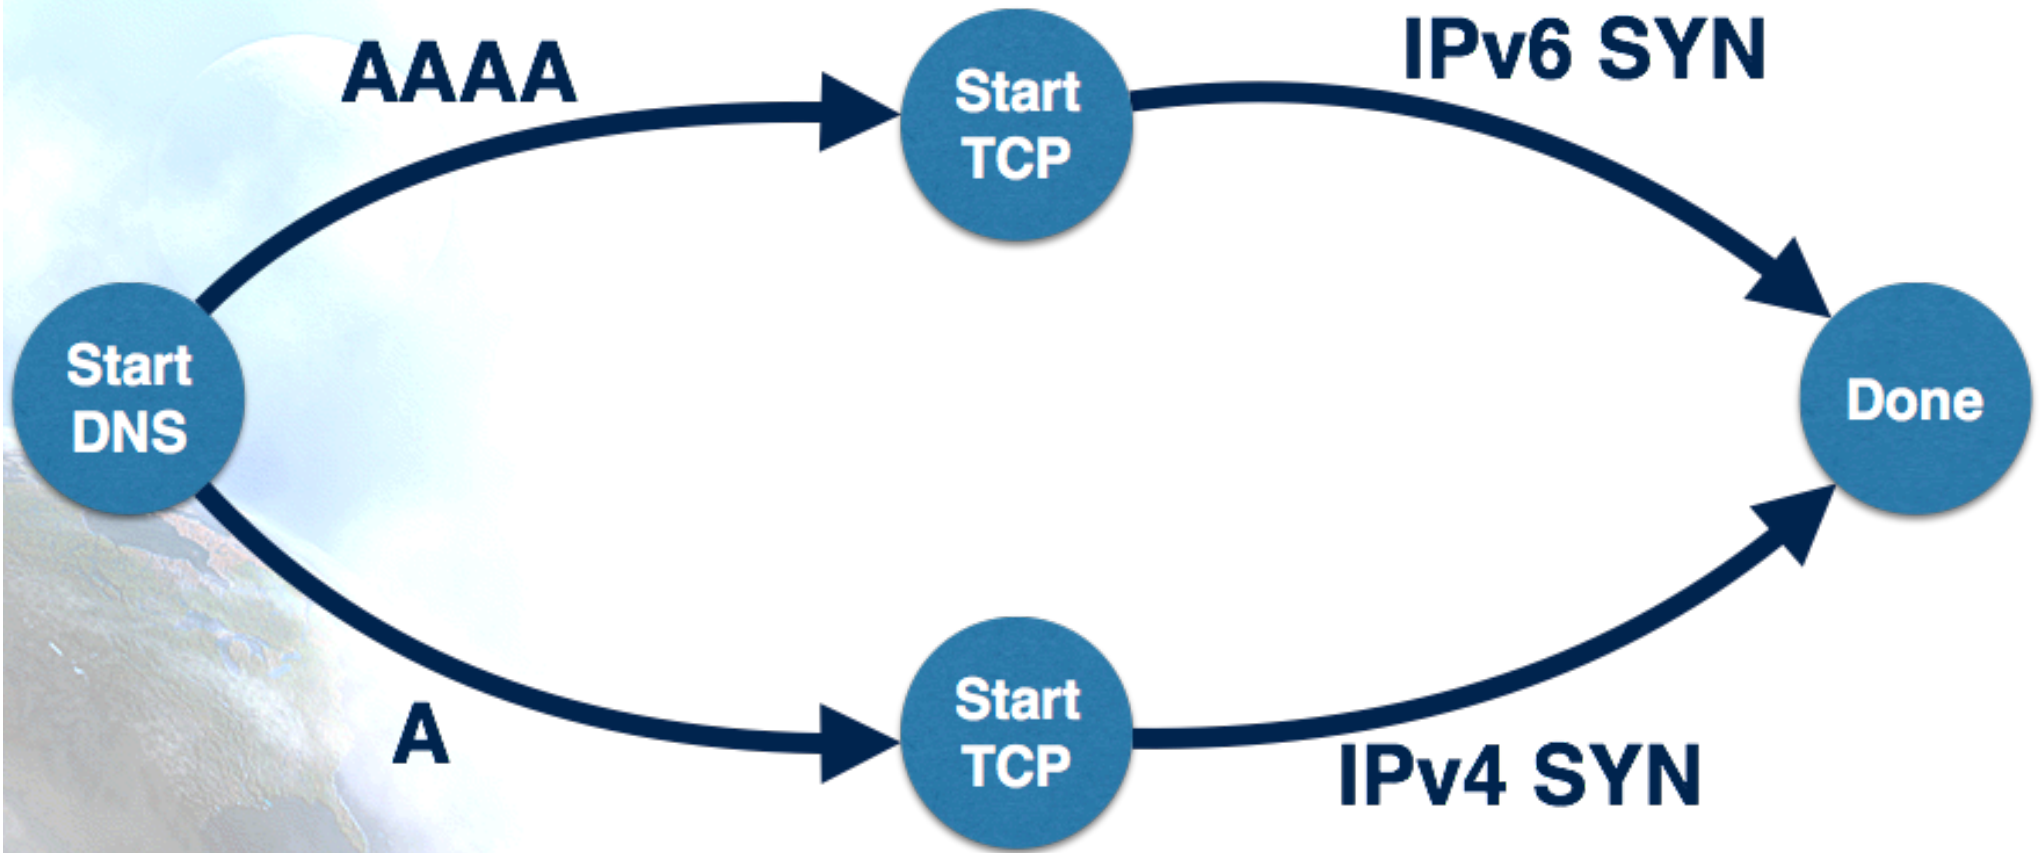 AAAA
Start
TCP
IPv6 SYN
Start
DNS
Done
A
Start
TCP
IPv4 SYN